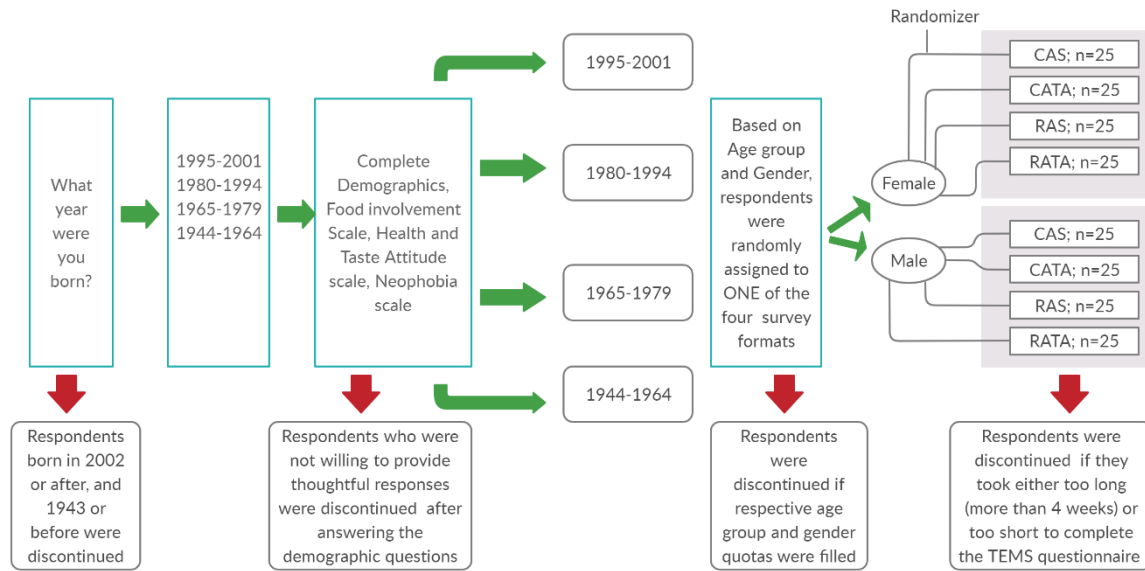 What
year
were
you
born?
1995-2001
1980-1994
1965-1979
1944-1964
Complete
Demographics,
Food involvement
Scale, Health and
Taste Attitude
scale, Neophobia
scale
1995-2001
1980-1994
1965-1979
1944-1964
Based on
Age group
and Gender,
respondents
were
randomly
assigned to
ONE of the
four survey
formats
Randomizer
Female
CAS; n=25
CATA; n=25
RAS; n=25
RATA; n=25
Male
CAS; n=25
CATA; n=25
RAS; n=25
RATA; n=25
Respondents
born in 2002
or after, and
1943 or
before were
discontinued
Respondents who were
not willing to provide
thoughtful responses
were discontinued after
answering the
demographic questions
Respondents
were
discontinued if
respective age
group and gender
quotas were filled
Respondents were
discontinued if they
took either too long
(more than 4 weeks) or
too short to complete
the TEMS questionnaire